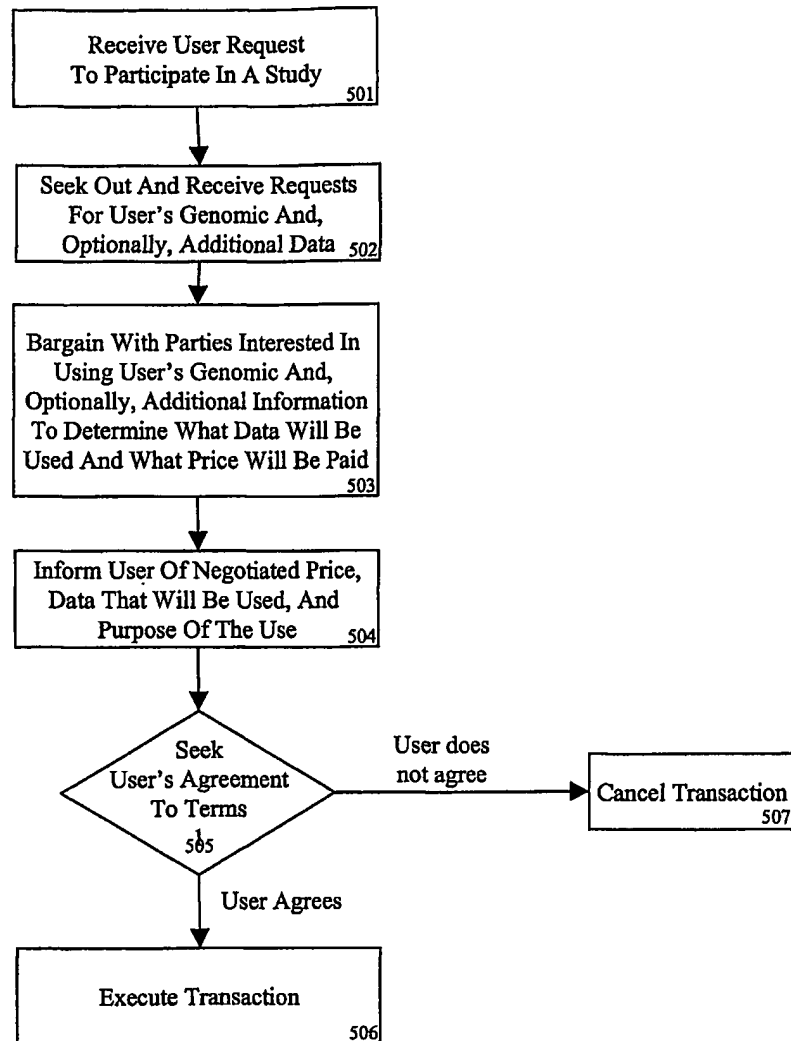 Receive User Request
To Participate In A Study
501
Seek Out And Receive Requests
For User's Genomic And,
Optionally, Additional Data
502
Bargain With Parties Interested In
Using User's Genomic And,
Optionally, Additional Information
To Determine What Data Will Be
Used And What Price Will Be Paid
503
Inform User Of Negotiated Price,
Data That Will Be Used, And
Purpose Of The Use
504
Seek
User's Agreement
To Terms
505
User does
not agree
Cancel Transaction
507
User Agrees
Execute Transaction
506